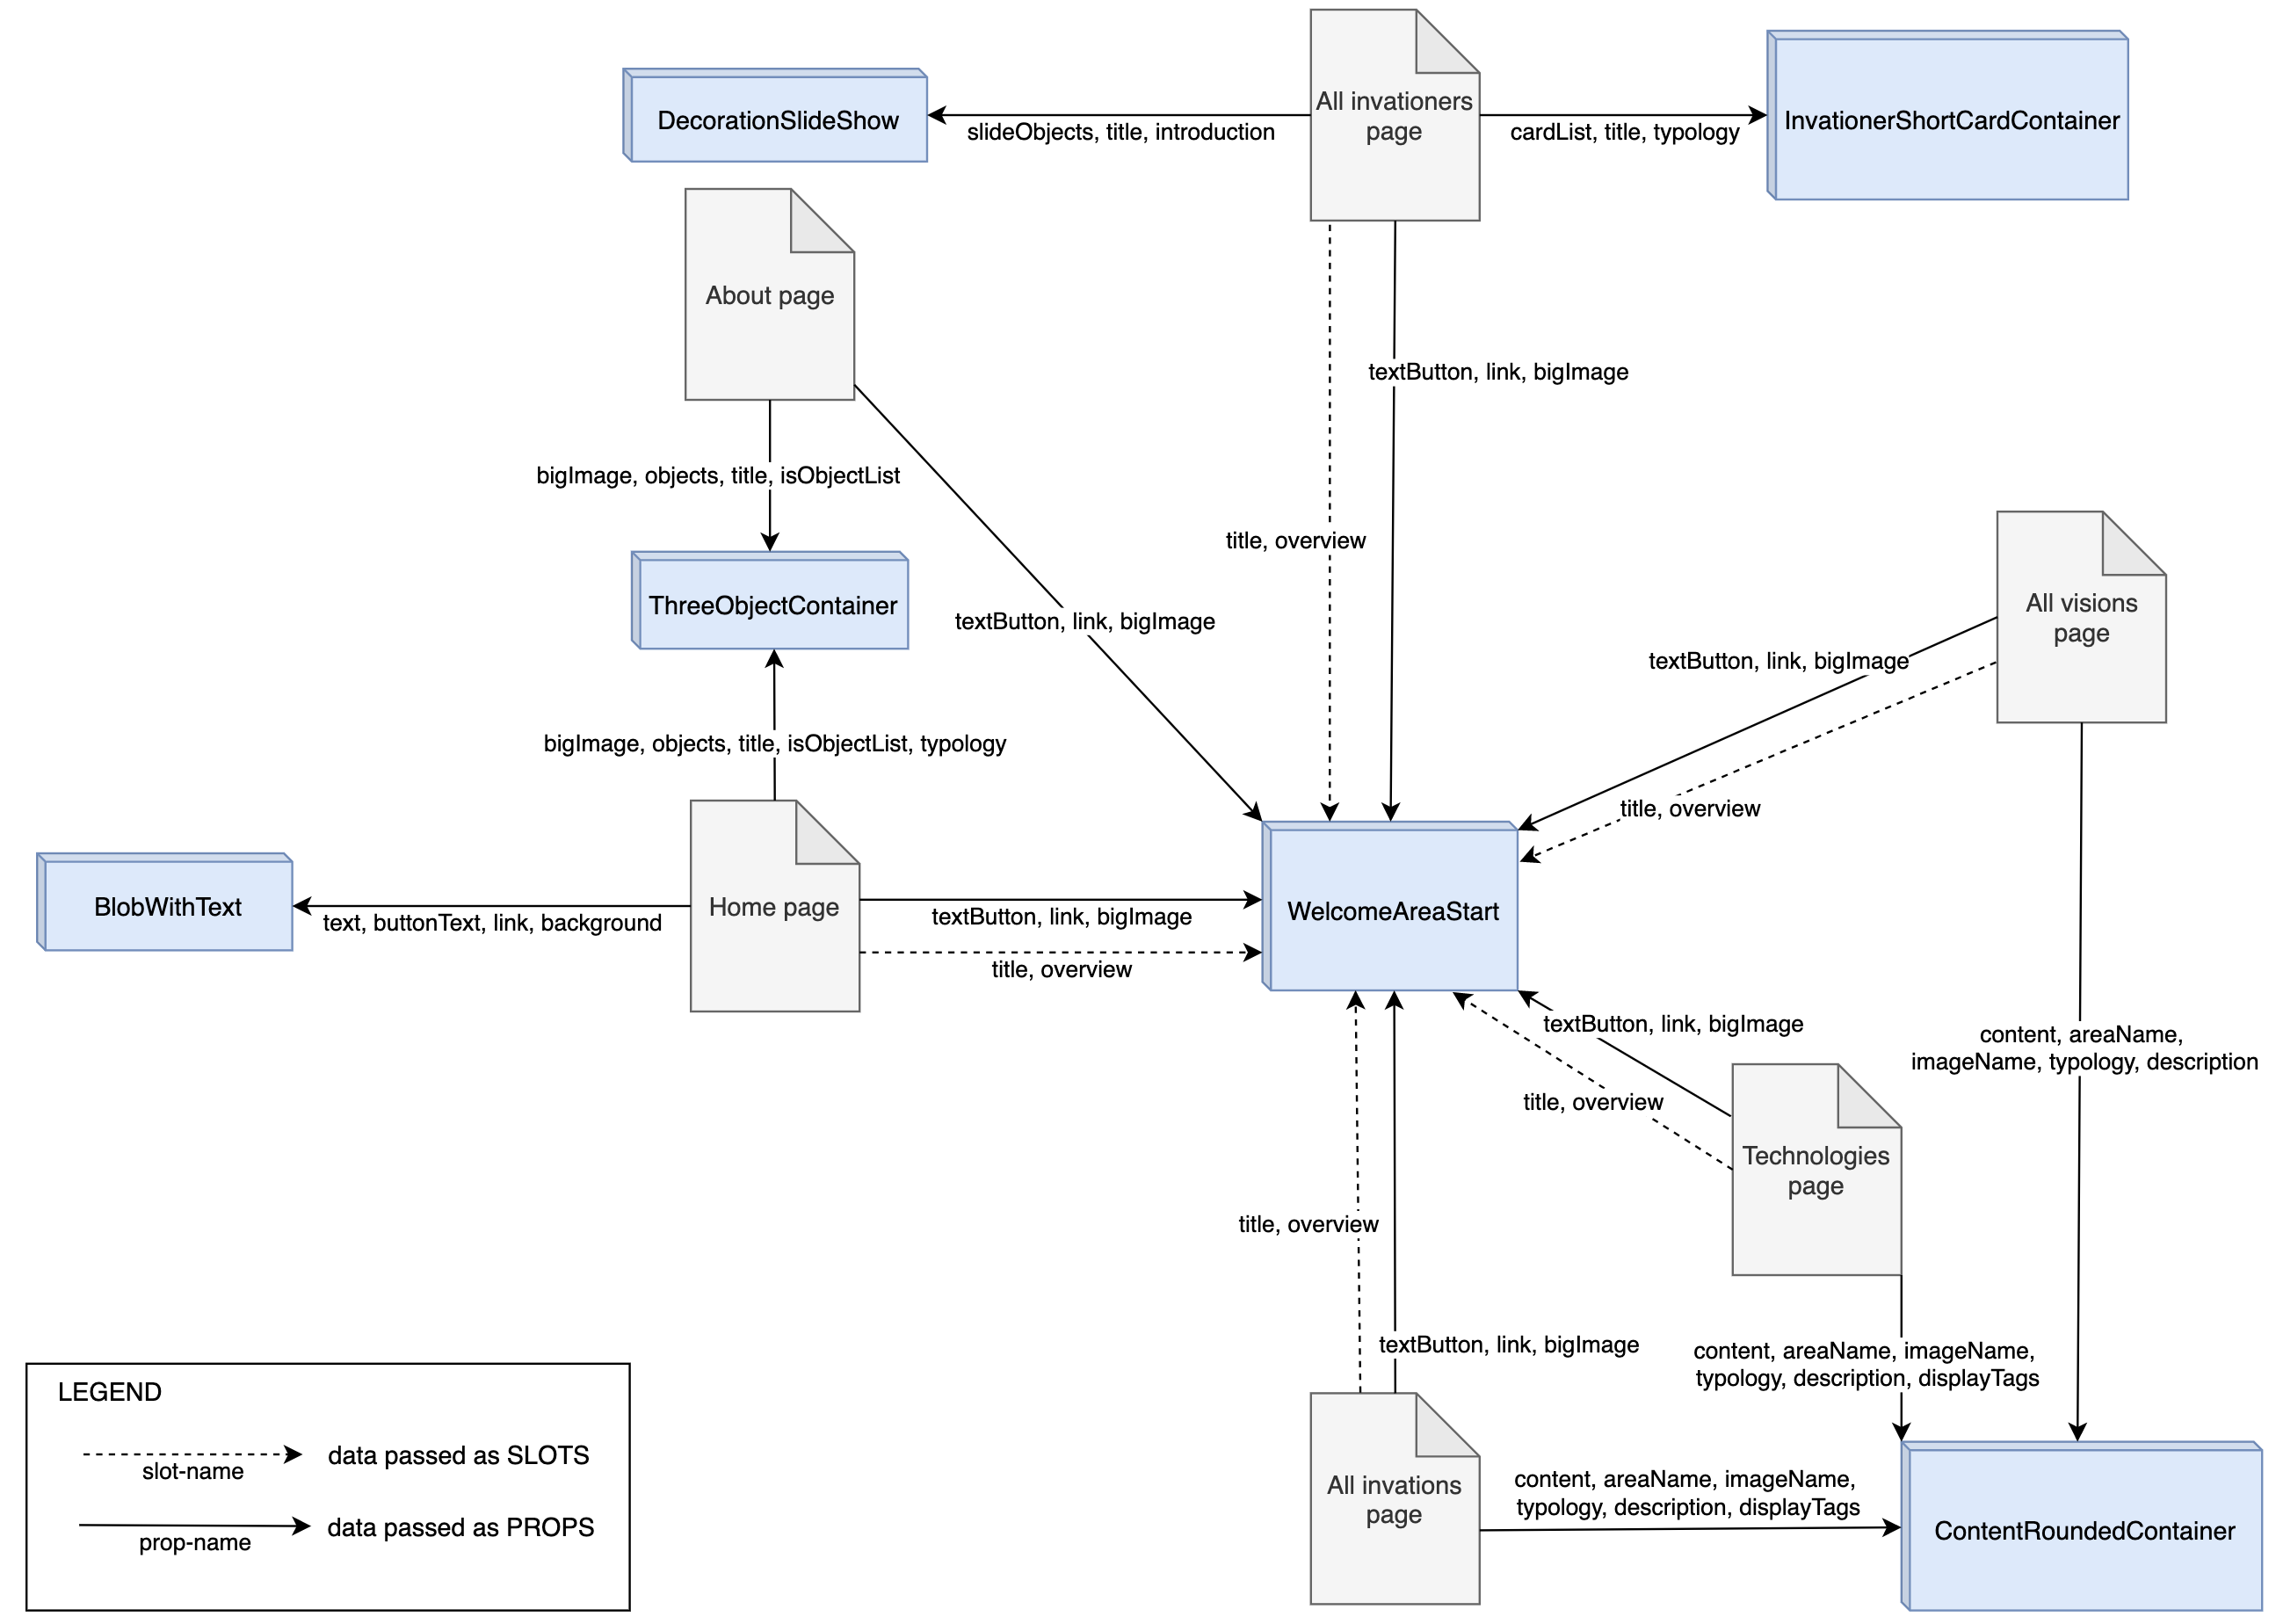 All invationers
page
DecorationSlideShow
InvationerShortCardContainer
slideObjects, title, introduction
cardList, title, typology
About page
textButton, link, bigImage
bigImage, objects, title, isObjectList
title, overview
ThreeObjectContainer
textButton, link, bigImage
All visions
page
textButton, link, bigImage
bigImage, objects, title, isObjectList, typology
title, overview
BlobWithText
text, buttonText, link, background
Home page
textButton, link, bigImage
title, overview
WelcomeAreaStart
textButton, link, bigImage
content, areaName,
imageName, typology, description
title, overview
Technologies
page
title, overview
textButton, link, bigImage
content, areaName, imageName,
typology, description, displayTags
LEGEND
slot-name
data passed as SLOTS
prop-name
data passed as PROPS
All invations
page
content, areaName, imageName,
typology, description, displayTags
ContentRoundedContainer